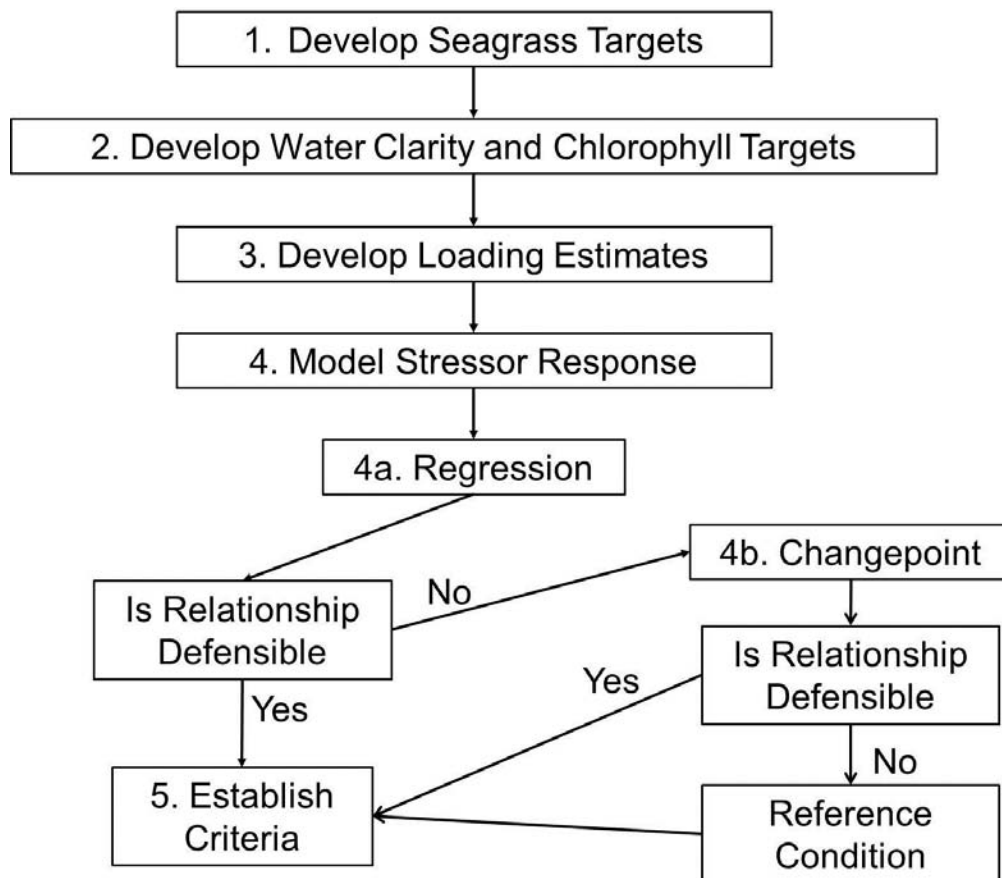 1. Develop Seagrass Targets
2. Develop Water Clarity and Chlorophyll Targets
3. Develop Loading Estimates
4. Model Stressor Response
4a. Regression
4b. Changepoint
Is Relationship
Defensible
No
Is Relationship
Defensible
Yes
Yes
No
5. Establish
Criteria
Reference
Condition